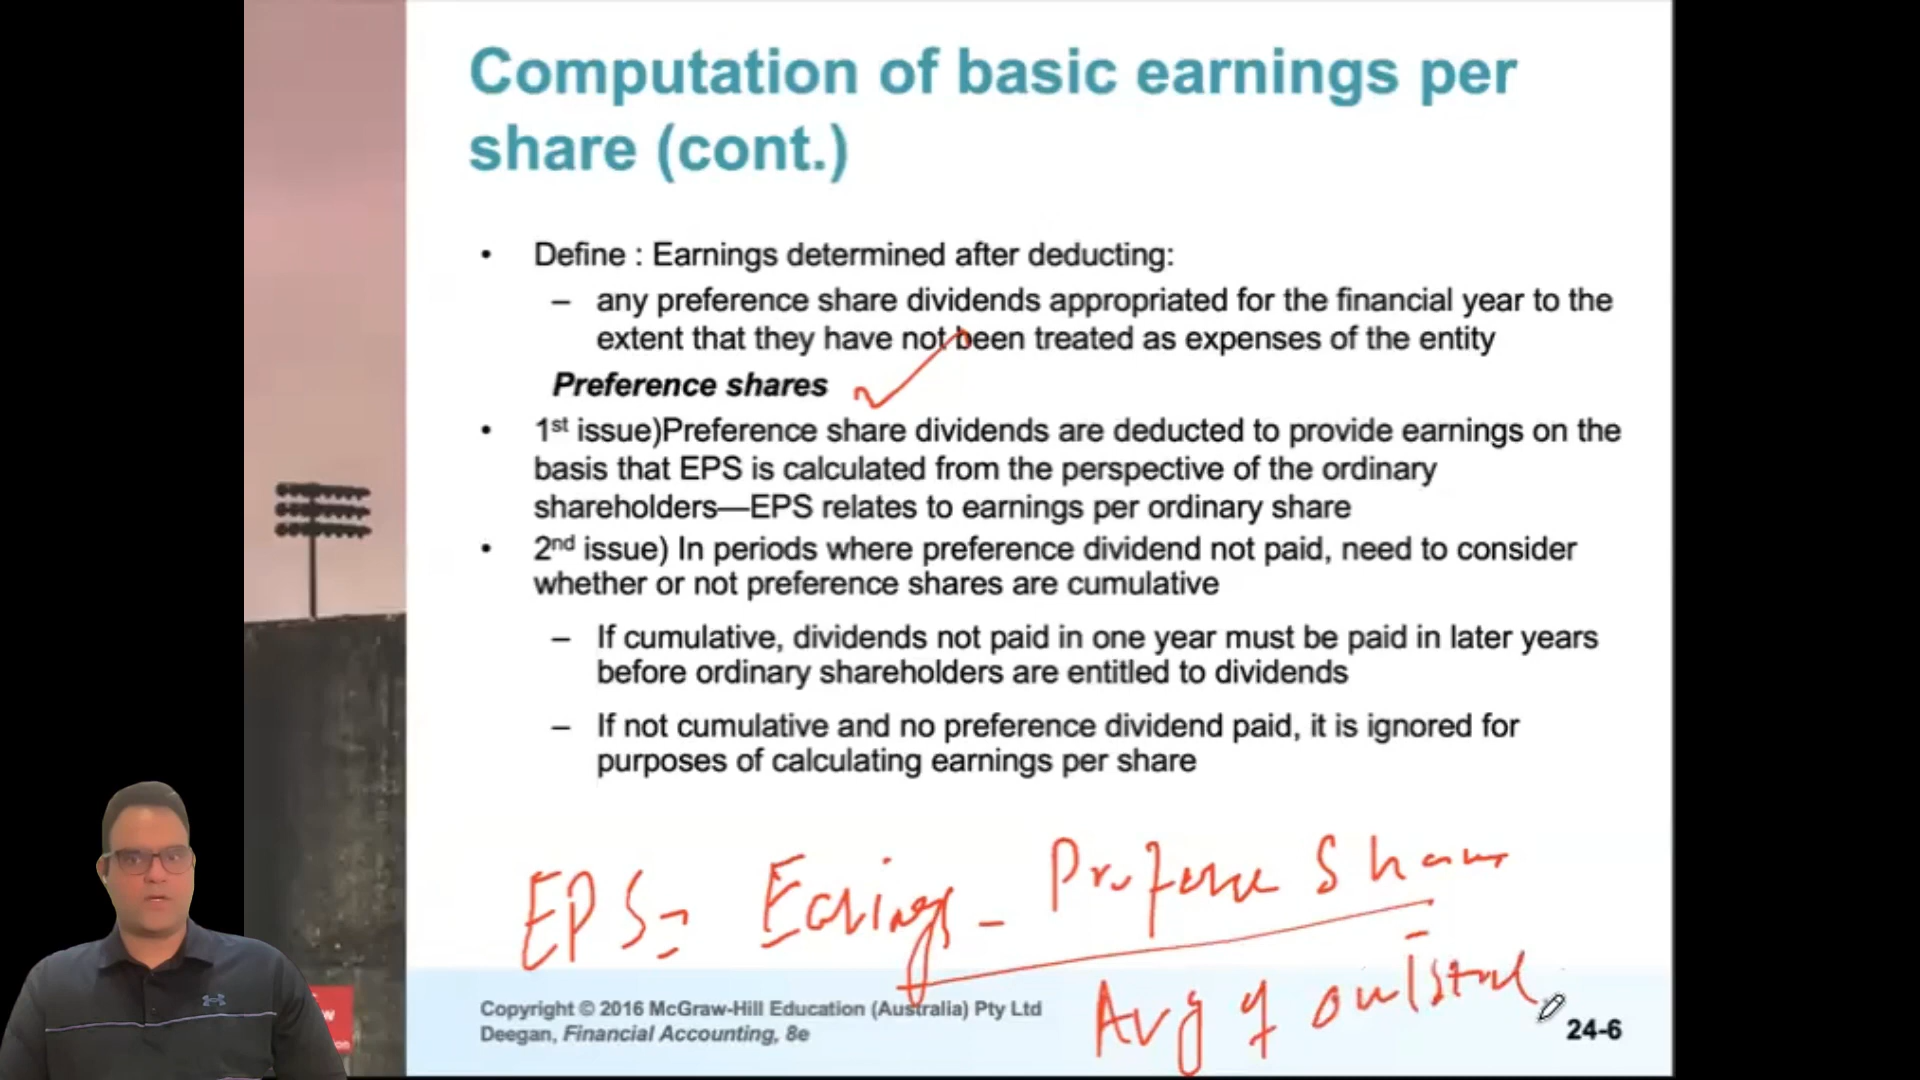 Computation of basic earnings per
share (cont.)
• Define : Earnings determined after deducting:
– any preference share dividends appropriated for the financial year to the
extent that they have not been treated as expenses of the entity
Preference shares
• 1st issue)Preference share dividends are deducted to provide earnings on the
basis that EPS is calculated from the perspective of the ordinary
shareholders—EPS relates to earnings per ordinary share
• 2nd issue) In periods where preference dividend not paid, need to consider
whether or not preference shares are cumulative
– If cumulative, dividends not paid in one year must be paid in later years
before ordinary shareholders are entitled to dividends
– If not cumulative and no preference dividend paid, it is ignored for
purposes of calculating earnings per share
EPS = Earings - Share
Avg of
Copyright © 2016 McGraw-Hill Education (Australia) Pty Ltd
Deegan, Financial Accounting, 8e
24-6